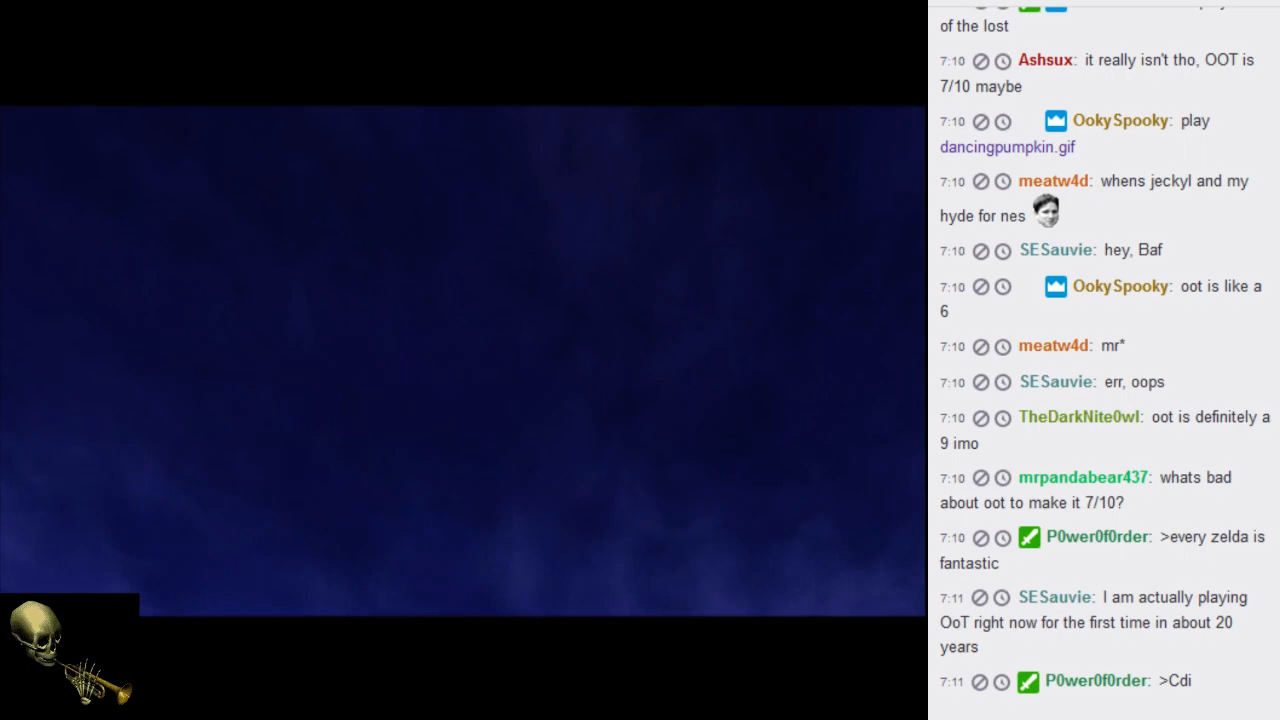 of the lost
7:10 Ashsux: it really isn't tho, OOT is
7/10 maybe
7:10 OokySpooky: play
dancingpumpkin.gif
7:10 meatw4d: whens jeckyl and my
hyde for nes
7:10 SESauvie: hey, Baf
7:10 OokySpooky: oot is like a
6
7:10 meatw4d: mr*
7:10 SESauvie: err, oops
7:10 TheDarkNite0wl: oot is definitely a
9 imo
7:10 mrpandabear437: whats bad
about oot to make it 7/10?
7:10 P0wer0f0rder: >every zelda is
fantastic
7:11 SESauvie: I am actually playing
OoT right now for the first time in about 20
years
7:11 P0wer0f0rder: >Cdi